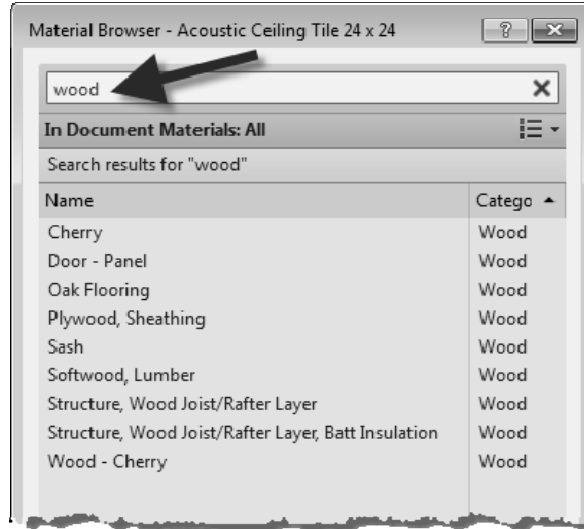 Material Browser - Acoustic Ceiling Tile 24 x 24
wood
In Document Materials: All
Search results for "wood"
Name Catego
Cherry Wood
Door - Panel Wood
Oak Flooring Wood
Plywood, Sheathing Wood
Sash Wood
Softwood, Lumber Wood
Structure, Wood Joist/Rafter Layer Wood
Structure, Wood Joist/Rafter Layer, Batt Insulation Wood
Wood - Cherry Wood